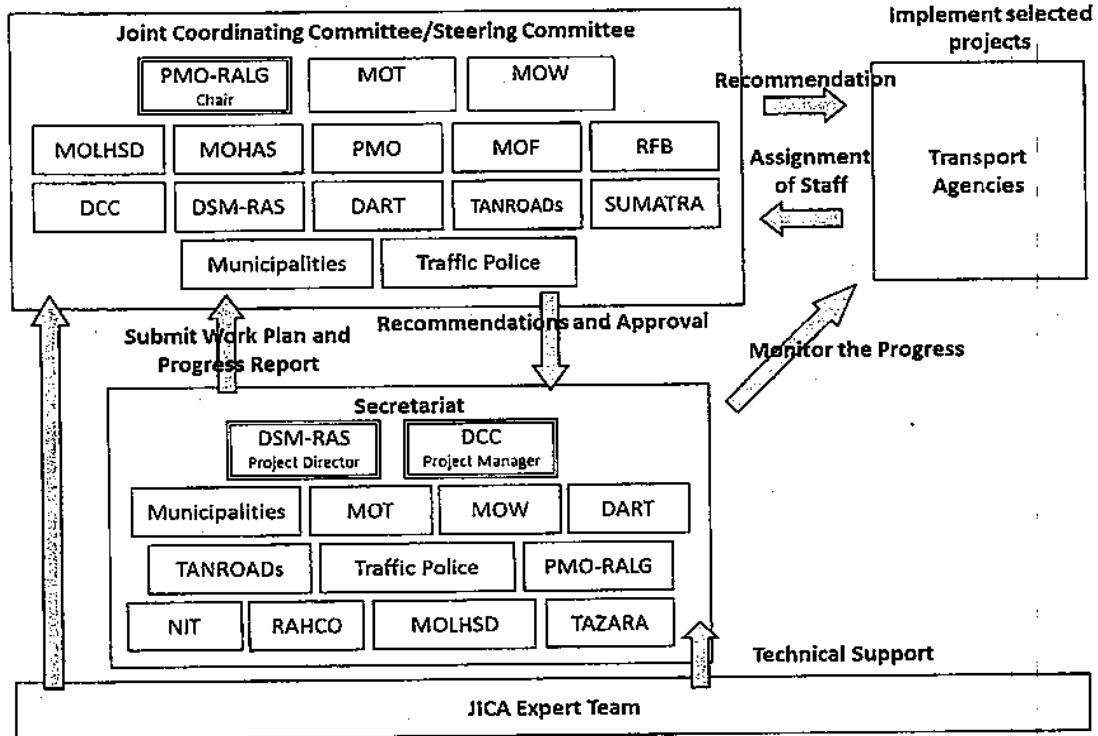 Implement selected
projects
Joint Coordinating Committee/Steering Committee
PMO-RALG
Chair
MOT
MOW
Recommendation
MOLHSD
MOHAS
PMO
MOF
RFB
Assignment
of Staff
Transport
Agencies
DCC
DSM-RAS
DART
TANROADs
SUMATRA
Municipalities
Traffic Police
Submit Work Plan and
Progress Report
Recommendations and Approval
Monitor the Progress
Secretariat
DSM-RAS
Project Director
DCC
Project Manager
Municipalities
MOT
MOW
DART
TANROADs
Traffic Police
PMO-RALG
NIT
RAHCO
MOLHSD
TAZARA
Technical Support
JICA Expert Team